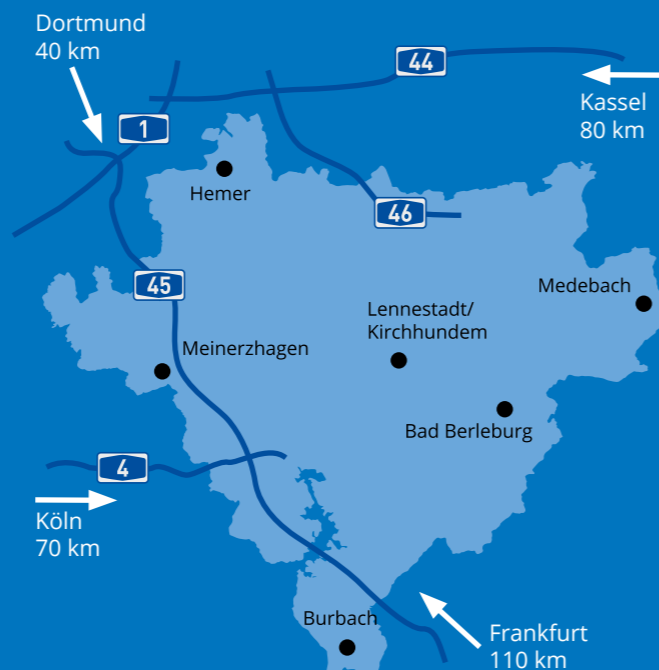 Dortmund
40 km
44
Kassel
80 km
1
Hemer
46
45
Medebach
Lennestadt/
Kirchhundem
Meinerzhagen
Bad Berleburg
4
Köln
70 km
Burbach
Frankfurt
110 km